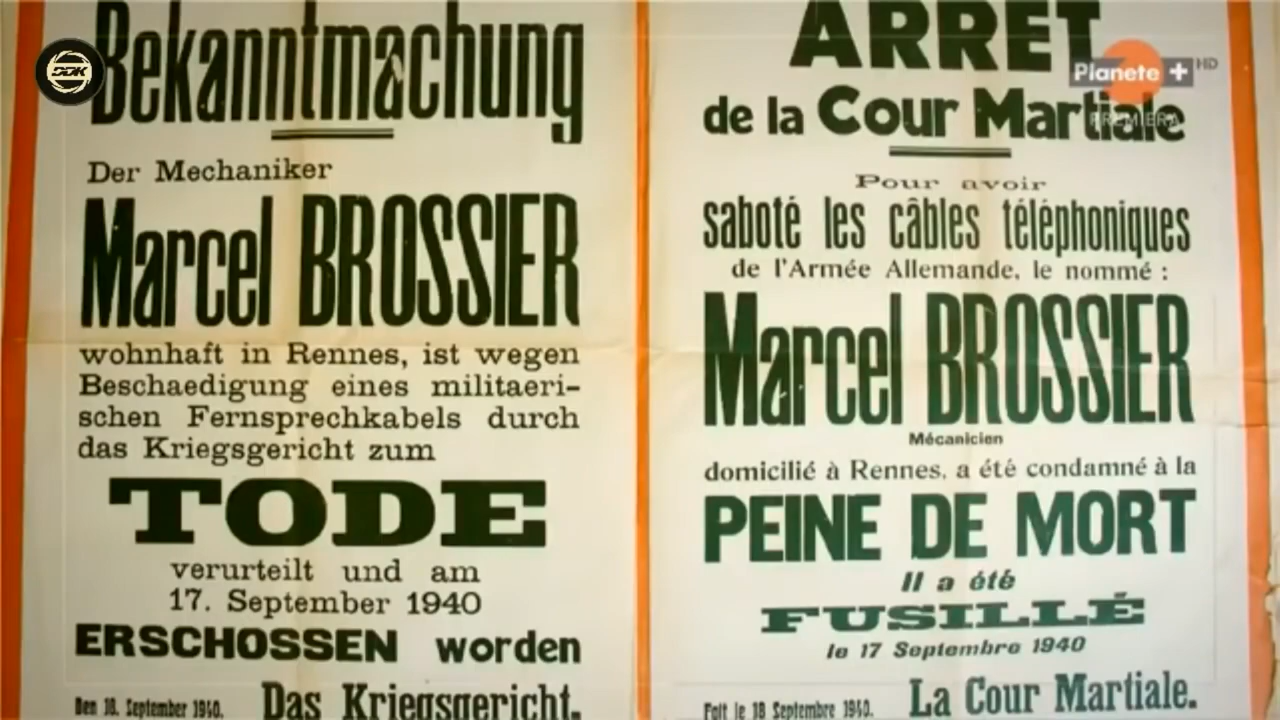 Bekanntmachung
Der Mechaniker
Marcel BROSSIER
wohnhaft in Rennes, ist wegen
Beschaedigung eines militaeri-
schen Fernsprechkabels durch
das Kriegsgericht zum
TODE
verurteilt und am
17. September 1940
ERSCHOSSEN worden
Den 18. September 1940. Das Kriegsgericht.
ARRET
de la Cour Martiale
Pour avoir
saboté les câbles téléphoniques
de l'Armée Allemande, le nommé :
Marcel BROSSIER
Mécanicien
domicilié à Rennes, a été condamné à la
PEINE DE MORT
Il a été
FUSILLÉ
le 17 Septembre 1940
Fait le 18 Septembre 1940. La Cour Martiale.
DDK
Planete + HD
PREMIERA